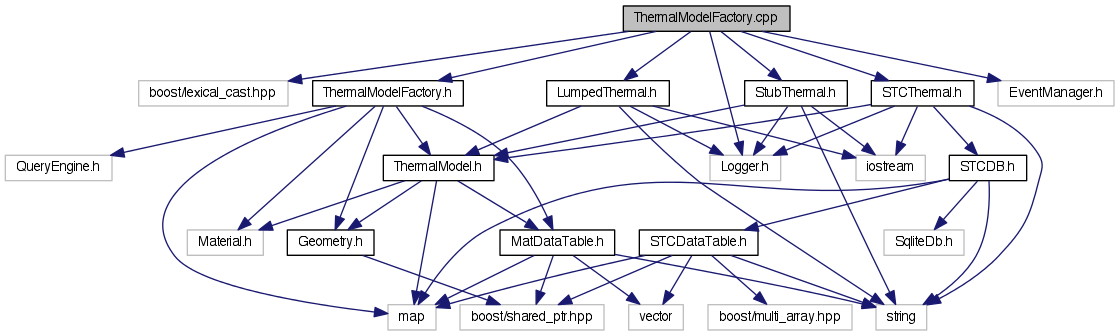 ThermalModelFactory.cpp
boost/lexical_cast.hpp
ThermalModelFactory.h
LumpedThermal.h
StubThermal.h
STCThermal.h
EventManager.h
QueryEngine.h
ThermalModel.h
Logger.h
iostream
STCDB.h
Material.h
Geometry.h
MatDataTable.h
STCDataTable.h
SqliteDb.h
map
boost/shared_ptr.hpp
vector
boost/multi_array.hpp
string